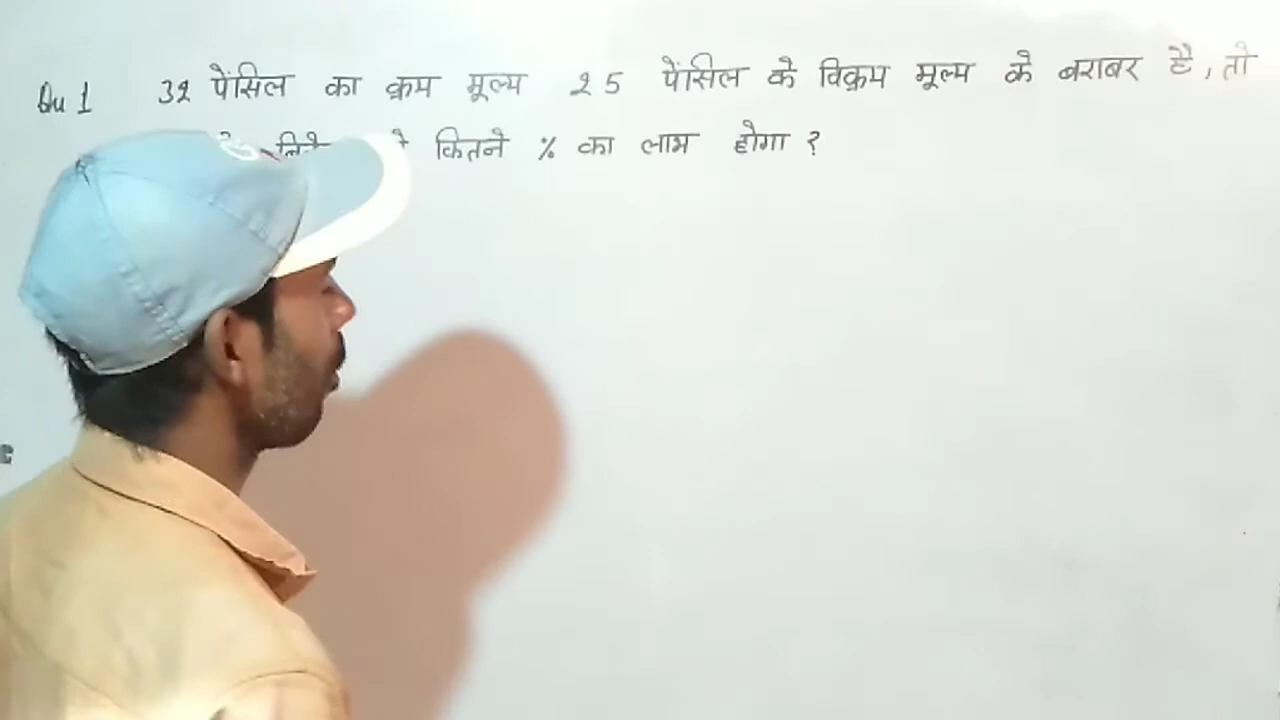 Qu 1 32 पेंसिल का क्रय मूल्य 25 पेंसिल के विक्रय मूल्य के बराबर है, तो
कितने % का लाभ होगा ?